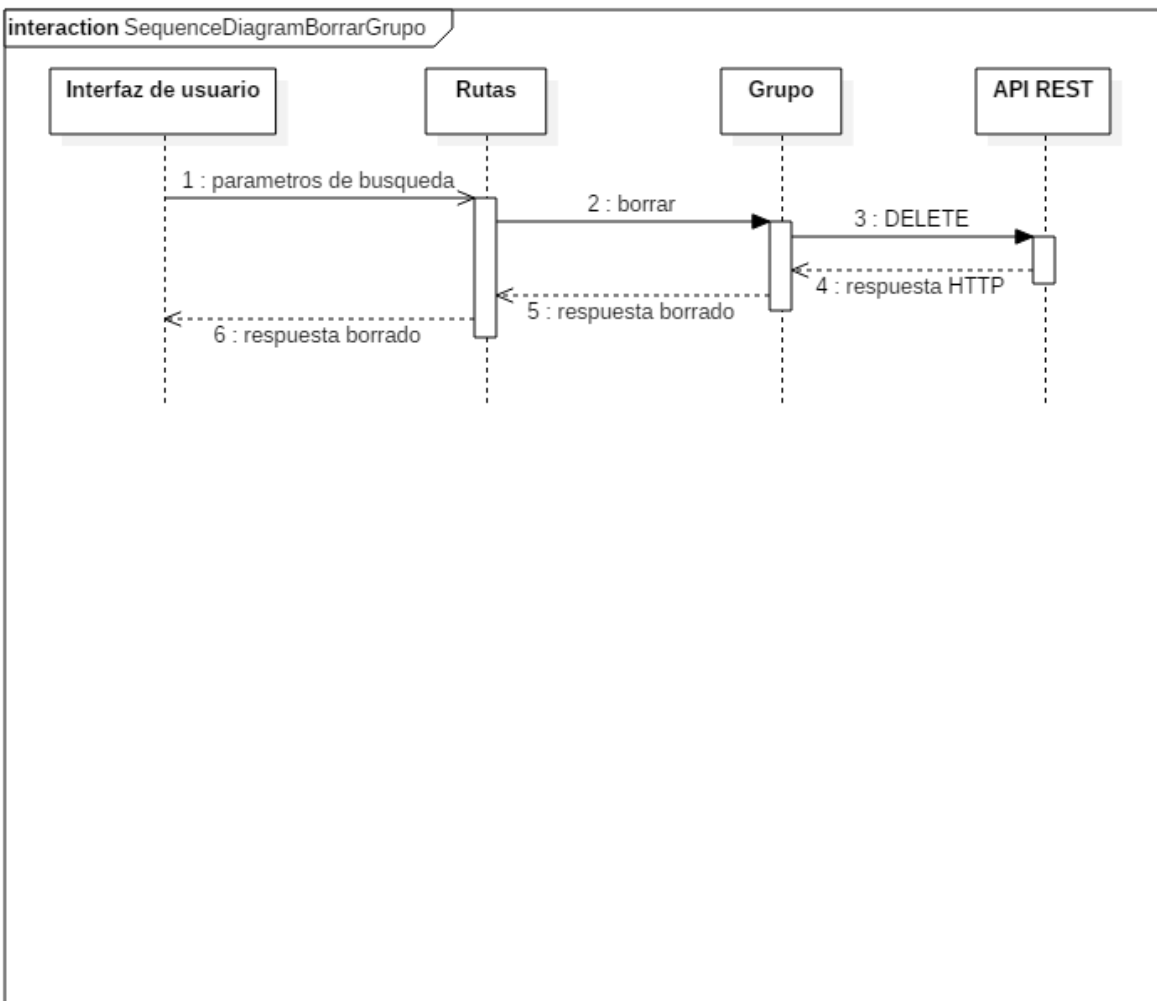 interaction SequenceDiagramBorrarGrupo
Interfaz de usuario
Rutas
Grupo
API REST
1 : parametros de busqueda
2 : borrar
3 : DELETE
4 : respuesta HTTP
5 : respuesta borrado
6 : respuesta borrado